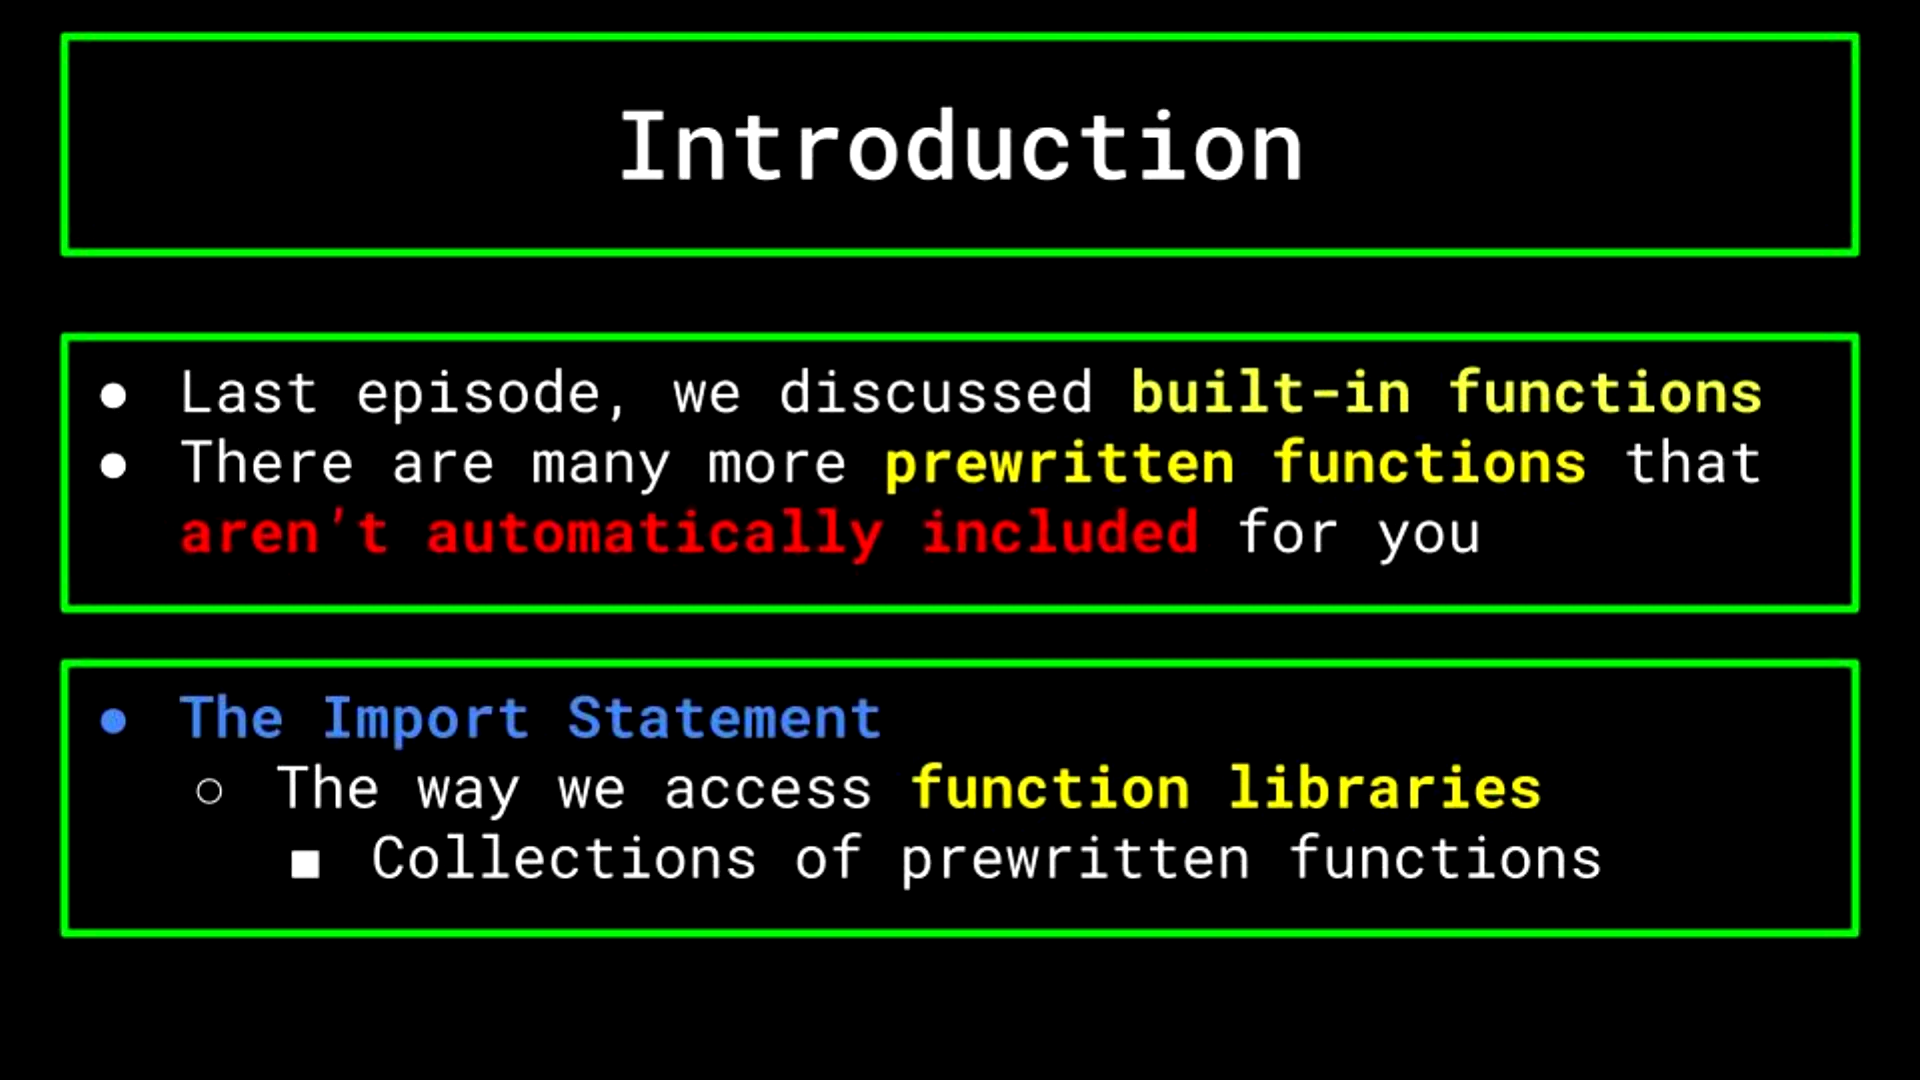 Introduction
● Last episode, we discussed built-in functions
● There are many more prewritten functions that
aren't automatically included for you
● The Import Statement
○ The way we access function libraries
■ Collections of prewritten functions